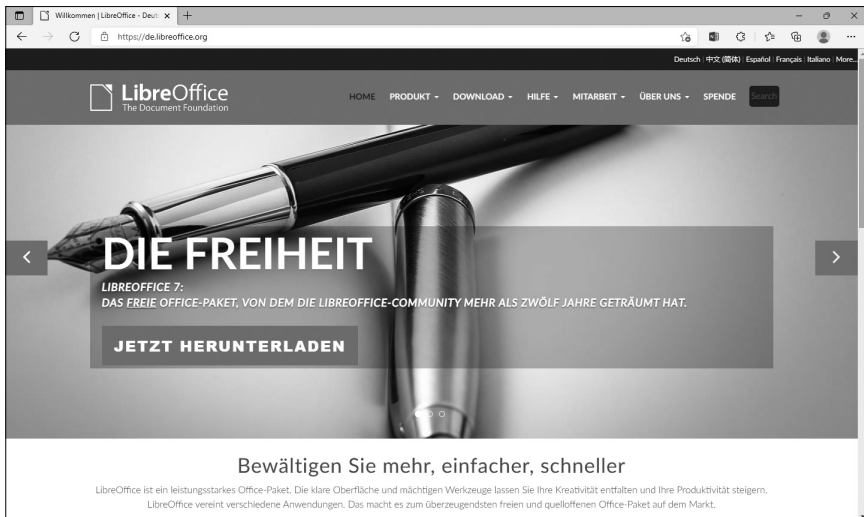 Willkommen | LibreOffice - Deuts
https://de.libreoffice.org
Deutsch | 中文 (简体) | Español | Français | Italiano | More...
LibreOffice
The Document Foundation
HOME PRODUKT DOWNLOAD HILFE MITARBEIT ÜBER UNS SPENDE Search
DIE FREIHEIT
LIBREOFFICE 7:
DAS FREIE OFFICE-PAKET, VON DEM DIE LIBREOFFICE-COMMUNITY MEHR ALS ZWÖLF JAHRE GETRÄUMT HAT.
JETZT HERUNTERLADEN
Bewältigen Sie mehr, einfacher, schneller
LibreOffice ist ein leistungsstarkes Office-Paket. Die klare Oberfläche und mächtigen Werkzeuge lassen Sie Ihre Kreativität entfalten und Ihre Produktivität steigern.
LibreOffice vereint verschiedene Anwendungen. Das macht es zum überzeugendsten freien und quelloffenen Office-Paket auf dem Markt.